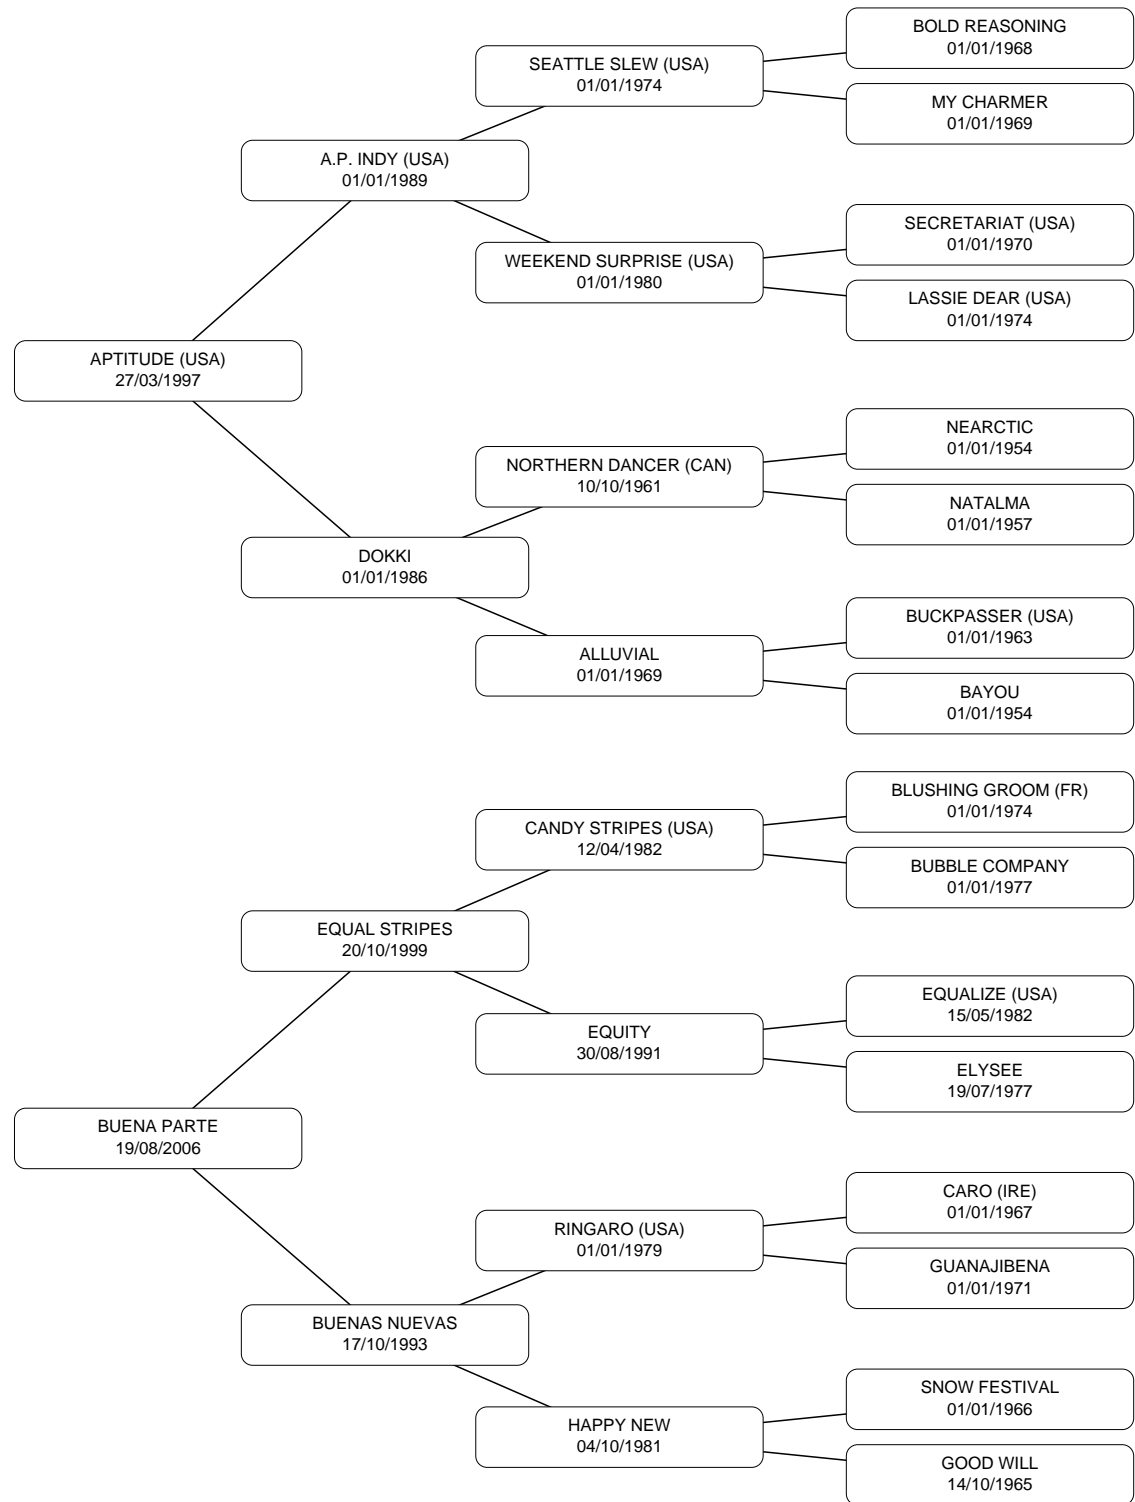 BOLD REASONING
01/01/1968
SEATTLE SLEW (USA)
01/01/1974
MY CHARMER
01/01/1969
A.P. INDY (USA)
01/01/1989
SECRETARIAT (USA)
01/01/1970
WEEKEND SURPRISE (USA)
01/01/1980
LASSIE DEAR (USA)
01/01/1974
APTITUDE (USA)
27/03/1997
NEARCTIC
01/01/1954
NORTHERN DANCER (CAN)
10/10/1961
NATALMA
01/01/1957
DOKKI
01/01/1986
BUCKPASSER (USA)
01/01/1963
ALLUVIAL
01/01/1969
BAYOU
01/01/1954
BLUSHING GROOM (FR)
01/01/1974
CANDY STRIPES (USA)
12/04/1982
BUBBLE COMPANY
01/01/1977
EQUAL STRIPES
20/10/1999
EQUALIZE (USA)
15/05/1982
EQUITY
30/08/1991
ELYSEE
19/07/1977
BUENA PARTE
19/08/2006
CARO (IRE)
01/01/1967
RINGARO (USA)
01/01/1979
GUANAJIBENA
01/01/1971
BUENAS NUEVAS
17/10/1993
SNOW FESTIVAL
01/01/1966
HAPPY NEW
04/10/1981
GOOD WILL
14/10/1965